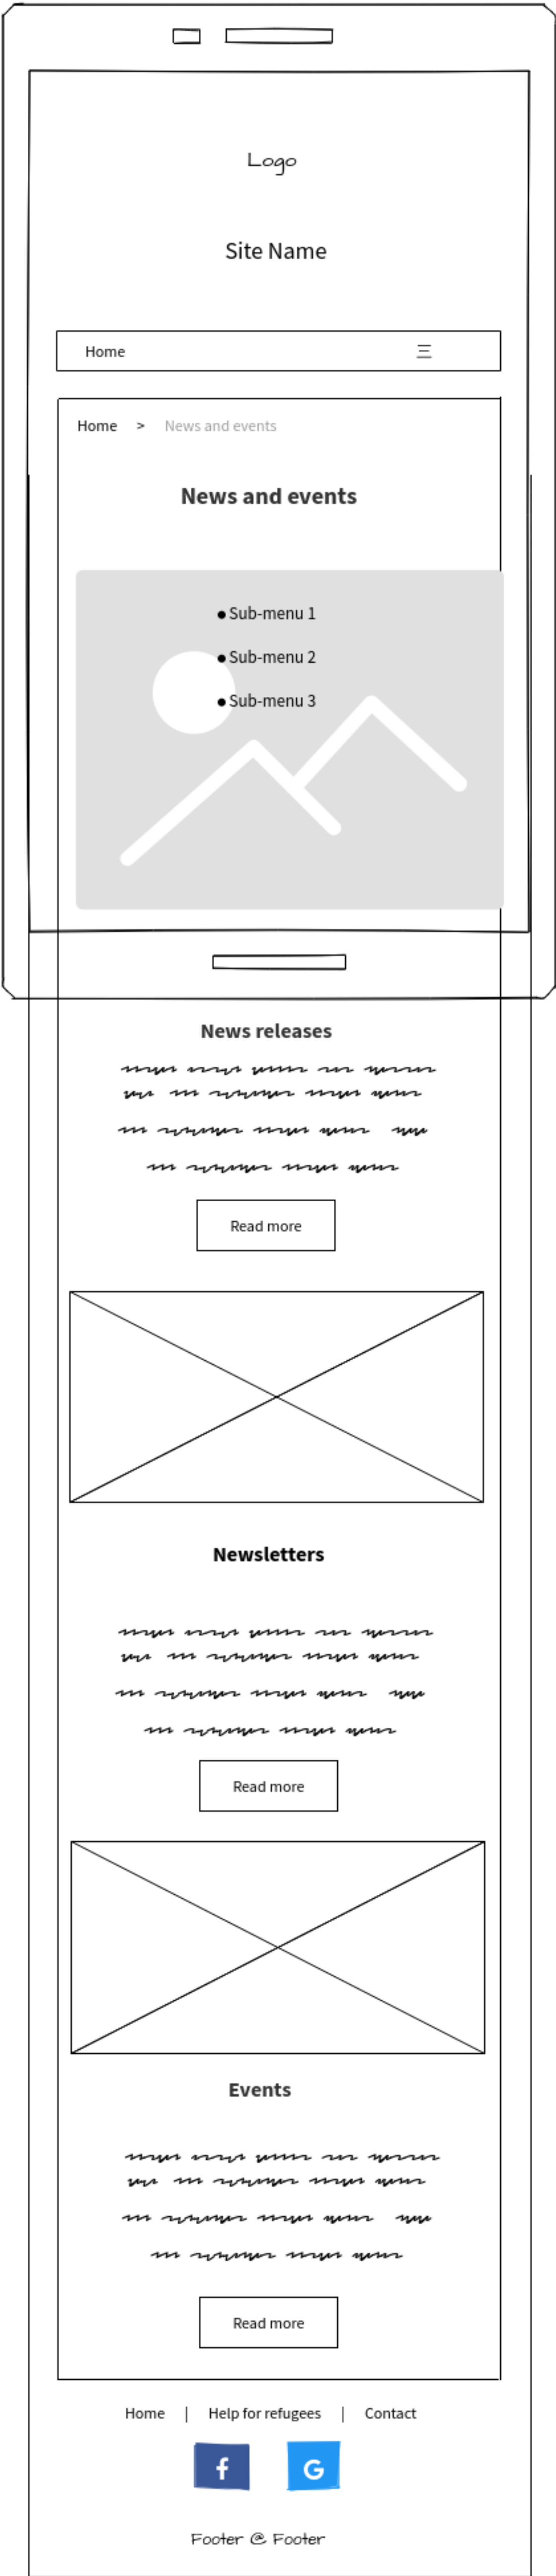 Logo
Site Name
Home ☰
Home > News and events
News and events
Sub-menu 1
Sub-menu 2
Sub-menu 3
News releases
Read more
Newsletters
Read more
Events
Read more
Home | Help for refugees | Contact
f G
Footer @ Footer